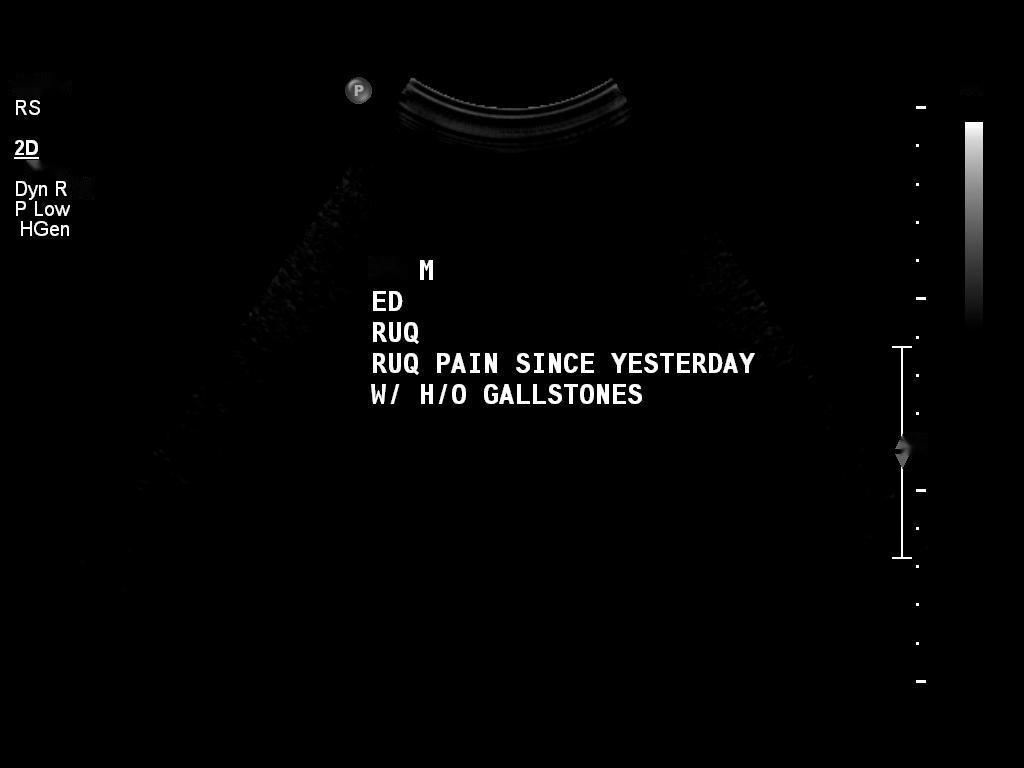 RS
2D
Dyn R
P Low
HGen
P
M
ED
RUQ
RUQ PAIN SINCE YESTERDAY
W/ H/O GALLSTONES